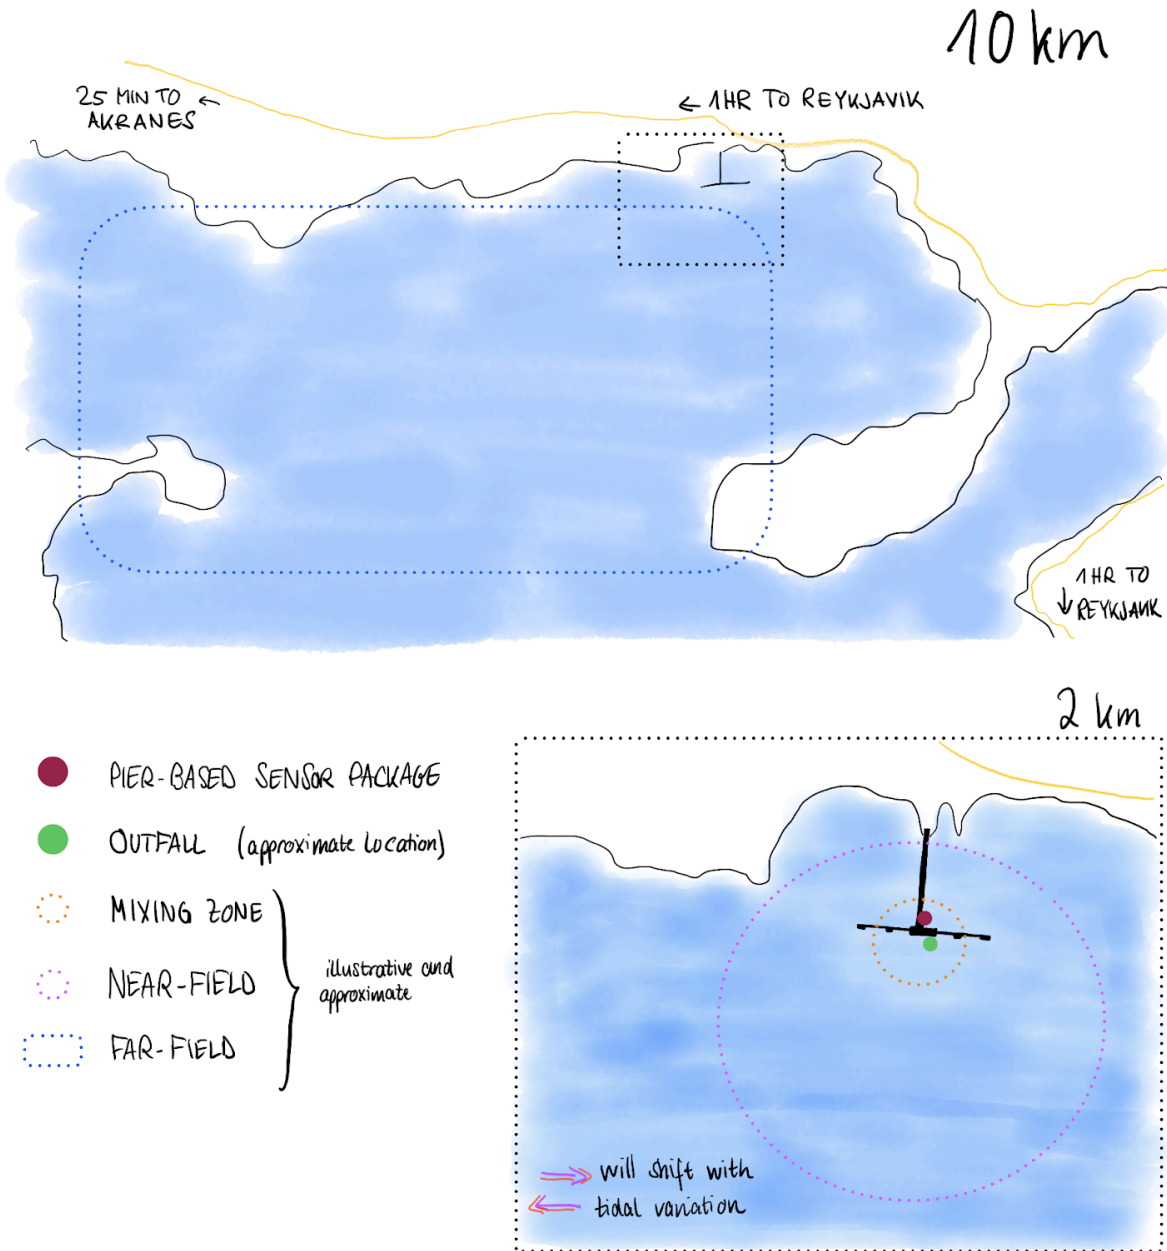 10 km
25 MIN TO
AKRANES
1HR TO REYKJAVIK
1HR TO
REYKJAVIK
2 km
PIER-BASED SENSOR PACKAGE
OUTFALL (approximate location)
MIXING ZONE
NEAR-FIELD
FAR-FIELD
illustrative and
approximate
will shift with
tidal variation